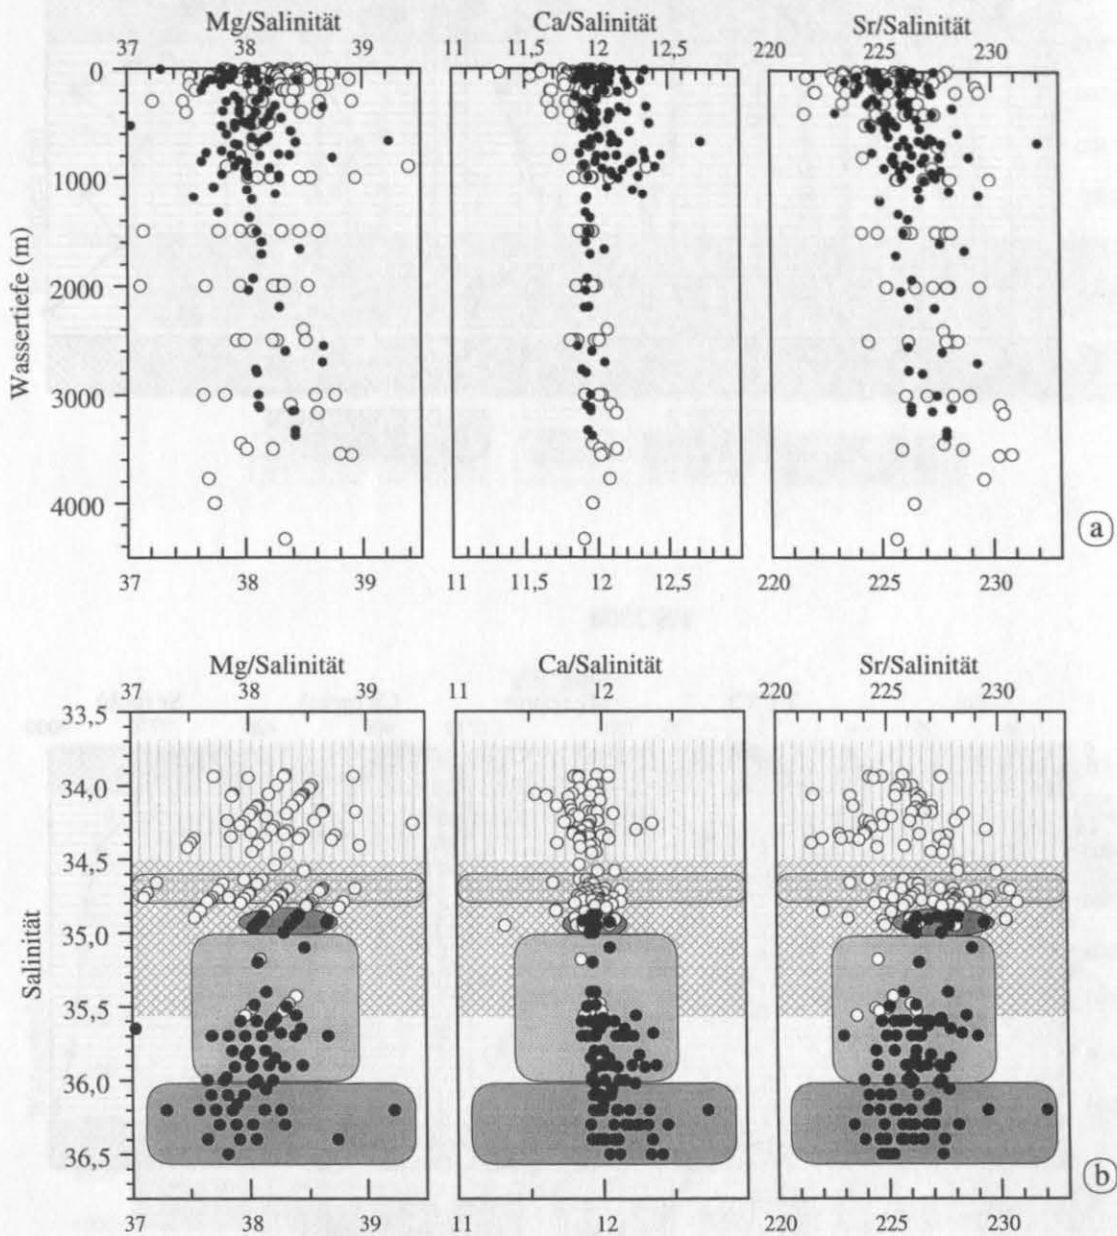 Mg/Salinität Ca/Salinität Sr/Salinität
37 38 39 11 11,5 12 12,5 220 225 230
0
1000
2000
3000
4000
Wassertiefe (m)
37 38 39 11 11,5 12 12,5 220 225 230
a
Mg/Salinität Ca/Salinität Sr/Salinität
37 38 39 11 12 220 225 230
33,5
34,0
34,5
35,0
35,5
36,0
36,5
Salinität
37 38 39 11 12 220 225 230
b